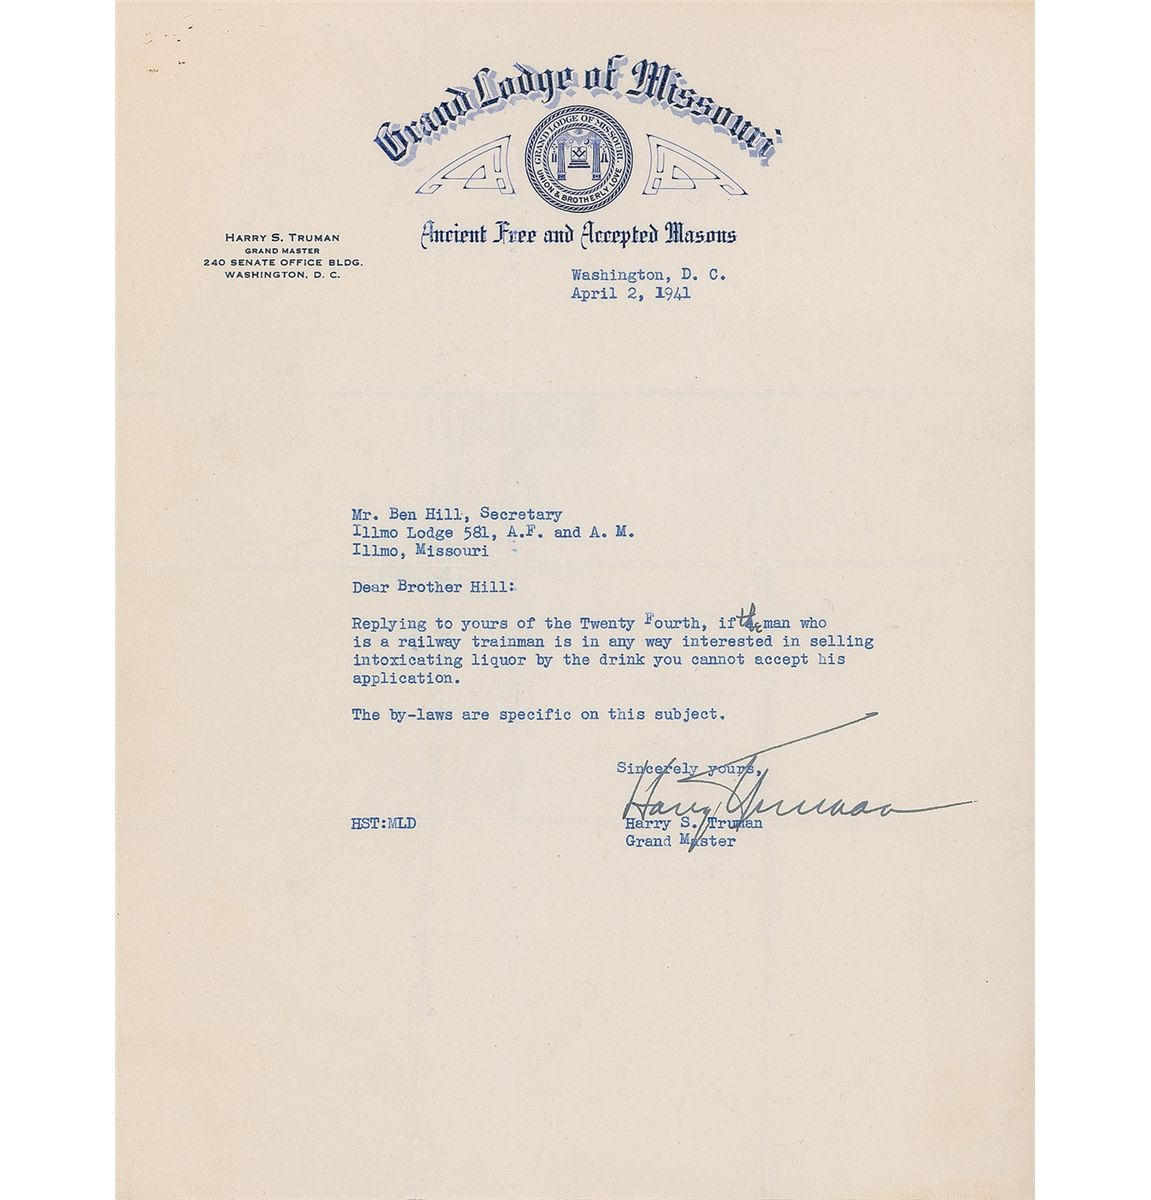 Grand Lodge of Missouri
GRAND LODGE OF MISSOURI.
UNION & BROTHERLY LOVE
Ancient Free and Accepted Masons
HARRY S. TRUMAN
GRAND MASTER
240 SENATE OFFICE BLDG.
WASHINGTON, D. C.
Washington, D. C.
April 2, 1941
Mr. Ben Hill, Secretary
Illmo Lodge 581, A.F. and A. M.
Illmo, Missouri
Dear Brother Hill:
Replying to yours of the Twenty Fourth, if the man who
is a railway trainman is in any way interested in selling
intoxicating liquor by the drink you cannot accept his
application.
The by-laws are specific on this subject.
Sincerely yours,
Harry S Truman
HST:MLD
Harry S. Truman
Grand Master